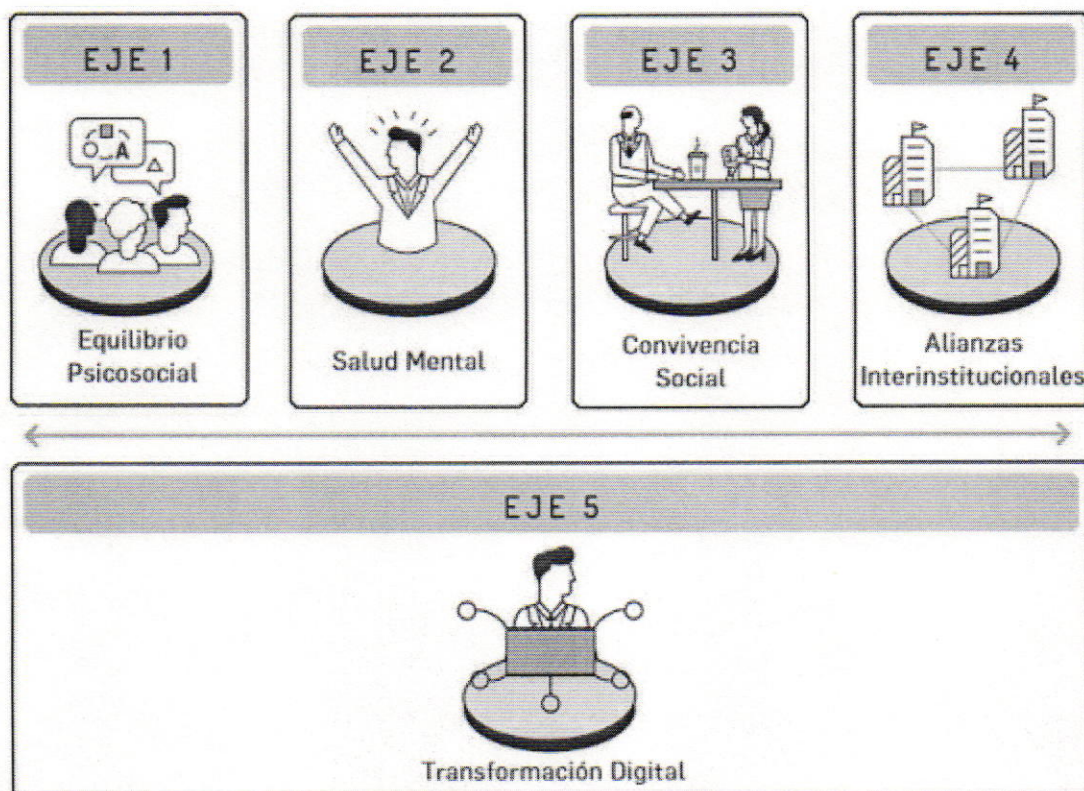 EJE 1
Equilibrio
Psicosocial
EJE 2
Salud Mental
EJE 3
Convivencia
Social
EJE 4
Alianzas
Interinstitucionales
EJE 5
Transformación Digital